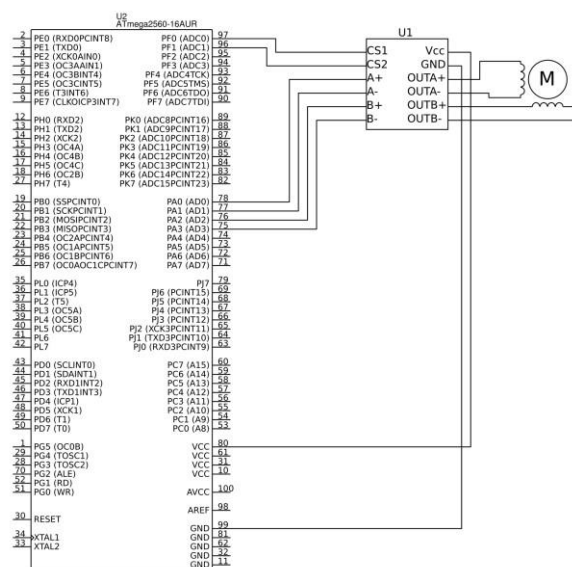 U2
ATmega2560-16AUR
2 PE0 (RXD0PCINT8) PF0 (ADC0) 97
3 PE1 (TXD0) PF1 (ADC1) 96
4 PE2 (XCK0AIN0) PF2 (ADC2) 95
5 PE3 (OC3AAIN1) PF3 (ADC3) 94
6 PE4 (OC3BINT4) PF4 (ADC4TCK) 93
7 PE5 (OC3CINT5) PF5 (ADC5TMS) 92
8 PE6 (T3INT6) PF6 (ADC6TDO) 91
9 PE7 (CLKOICP3INT7) PF7 (ADC7TDI) 90
12 PH0 (RXD2) PK0 (ADC8PCINT16) 89
13 PH1 (TXD2) PK1 (ADC9PCINT17) 88
14 PH2 (XCK2) PK2 (ADC10PCINT18) 87
15 PH3 (OC4A) PK3 (ADC11PCINT19) 86
16 PH4 (OC4B) PK4 (ADC12PCINT20) 85
17 PH5 (OC4C) PK5 (ADC13PCINT21) 84
18 PH6 (OC2B) PK6 (ADC14PCINT22) 83
27 PH7 (T4) PK7 (ADC15PCINT23) 82
19 PB0 (SSPCINT0) PA0 (AD0) 78
20 PB1 (SCKPCINT1) PA1 (AD1) 77
21 PB2 (MOSIPCINT2) PA2 (AD2) 76
22 PB3 (MISOPCINT3) PA3 (AD3) 75
23 PB4 (OC2APCINT4) PA4 (AD4) 74
24 PB5 (OC1APCINT5) PA5 (AD5) 73
25 PB6 (OC1BPCINT6) PA6 (AD6) 72
26 PB7 (OC0AOC1CPCINT7) PA7 (AD7) 71
35 PL0 (ICP4) PJ7 79
36 PL1 (ICP5) PJ6 (PCINT15) 69
37 PL2 (T5) PJ5 (PCINT14) 68
38 PL3 (OC5A) PJ4 (PCINT13) 67
39 PL4 (OC5B) PJ3 (PCINT12) 66
40 PL5 (OC5C) PJ2 (XCK3PCINT11) 65
41 PL6 PJ1 (TXD3PCINT10) 64
42 PL7 PJ0 (RXD3PCINT9) 63
43 PD0 (SCLINT0) PC7 (A15) 60
44 PD1 (SDAINT1) PC6 (A14) 59
45 PD2 (RXD1INT2) PC5 (A13) 58
46 PD3 (TXD1INT3) PC4 (A12) 57
47 PD4 (ICP1) PC3 (A11) 56
48 PD5 (XCK1) PC2 (A10) 55
49 PD6 (T1) PC1 (A9) 54
50 PD7 (T0) PC0 (A8) 53
1 PG5 (OC0B) VCC 80
29 PG4 (TOSC1) VCC 61
28 PG3 (TOSC2) VCC 31
70 PG2 (ALE) VCC 10
52 PG1 (RD)
51 PG0 (WR) AVCC 100
AREF 98
30 RESET
GND 99
34 XTAL1 GND 81
33 XTAL2 GND 62
GND 32
GND 11
U1
CS1 Vcc
CS2 GND
A+ OUTA+
A- OUTA-
B+ OUTB+
B- OUTB-
M